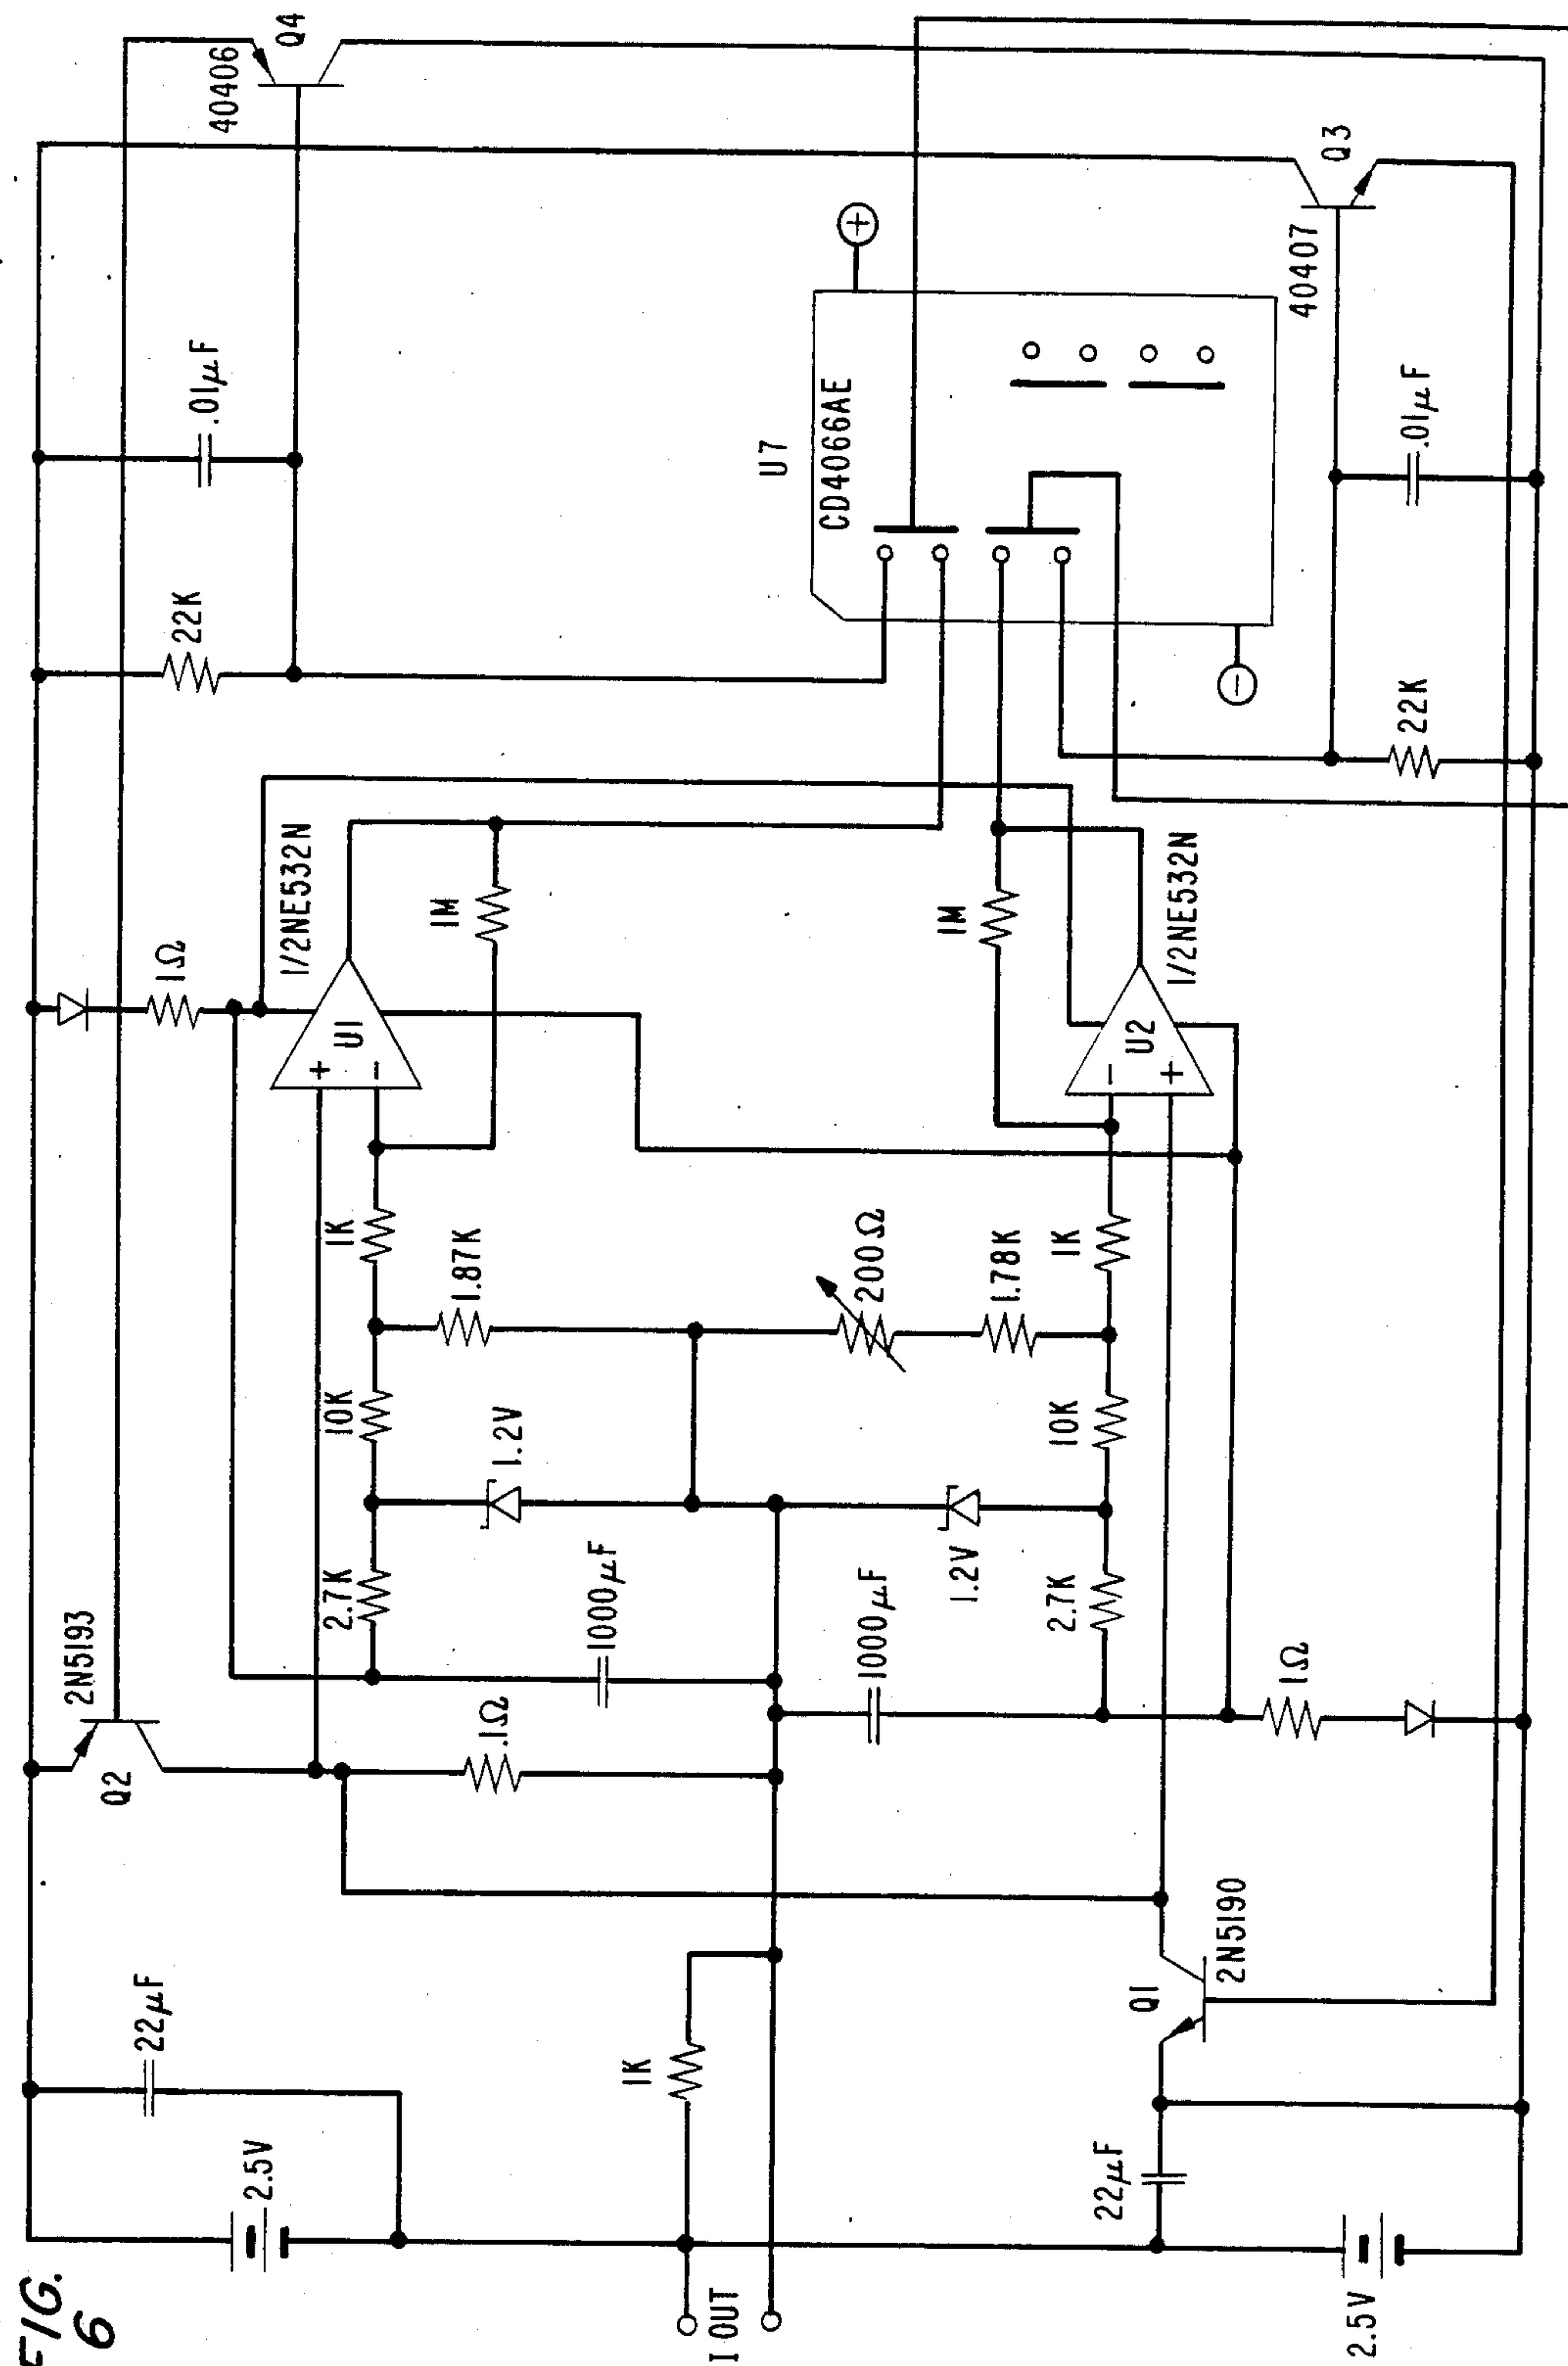 FIG.
6
2.5V
22µF
Q2
2N5193
1Ω
22K
.01µF
40406
Q4
2.7K
10K
1K
+
-
U1
1/2NE532N
1M
.1Ω
1000µF
1.2V
1.87K
I OUT
1K
1000µF
1.2V
200Ω
1.78K
2.7K
10K
1K
-
+
U2
1/2NE532N
1M
U7
CD4066AE
+
-
2.5V
22µF
Q1
2N5190
1Ω
22K
.01µF
40407
Q3